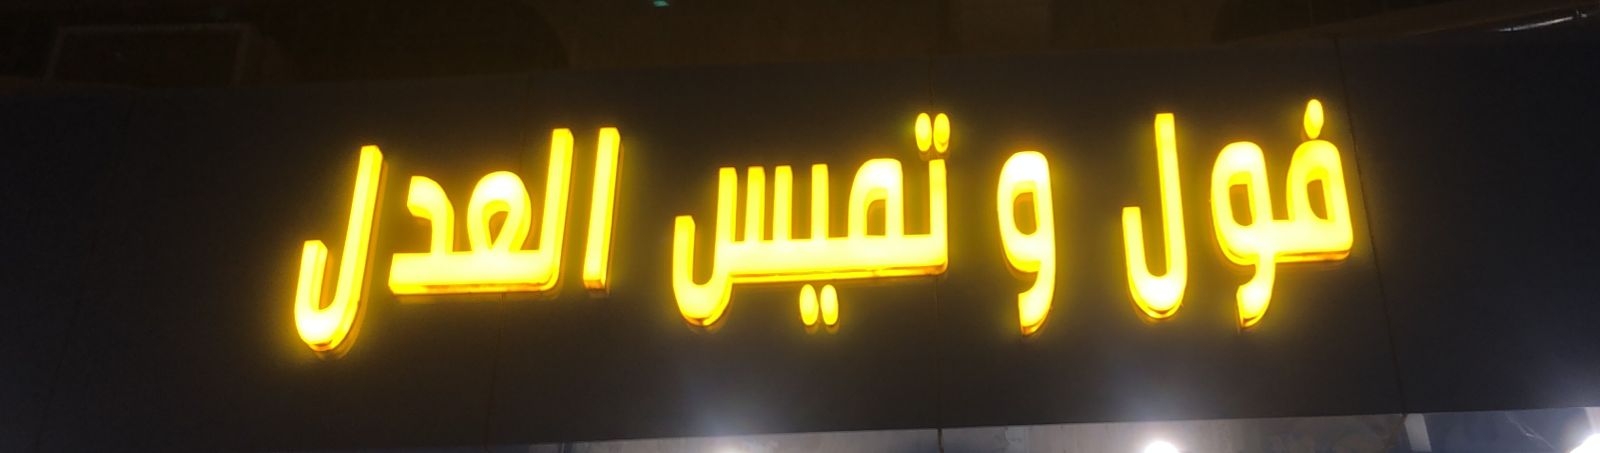 فول و تميس العدل